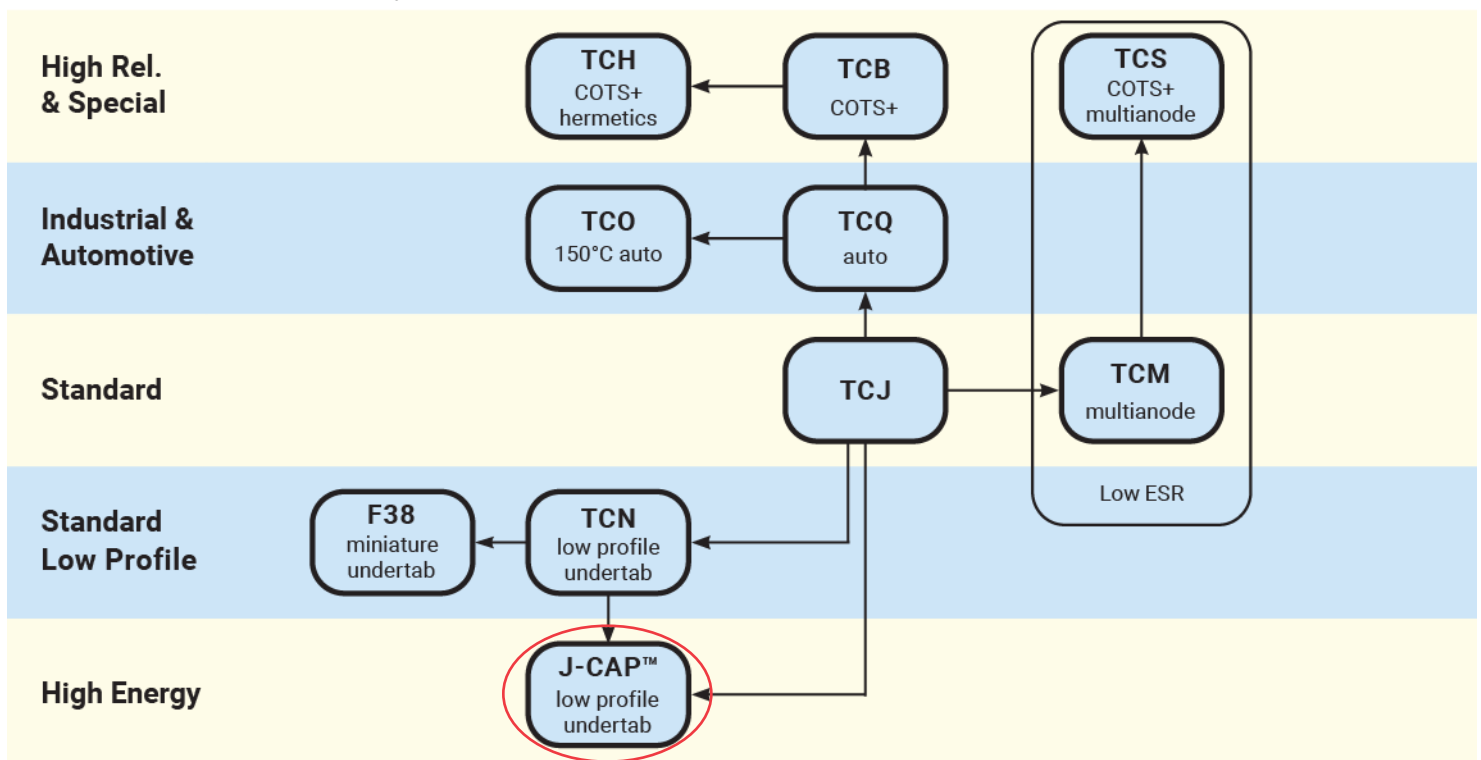 High Rel.
& Special
TCH
COTS+
hermetics
TCB
COTS+
TCS
COTS+
multianode
Industrial &
Automotive
TCO
150°C auto
TCQ
auto
Standard
TCJ
TCM
multianode
Low ESR
Standard
Low Profile
F38
miniature
undertab
TCN
low profile
undertab
High Energy
J-CAP™
low profile
undertab